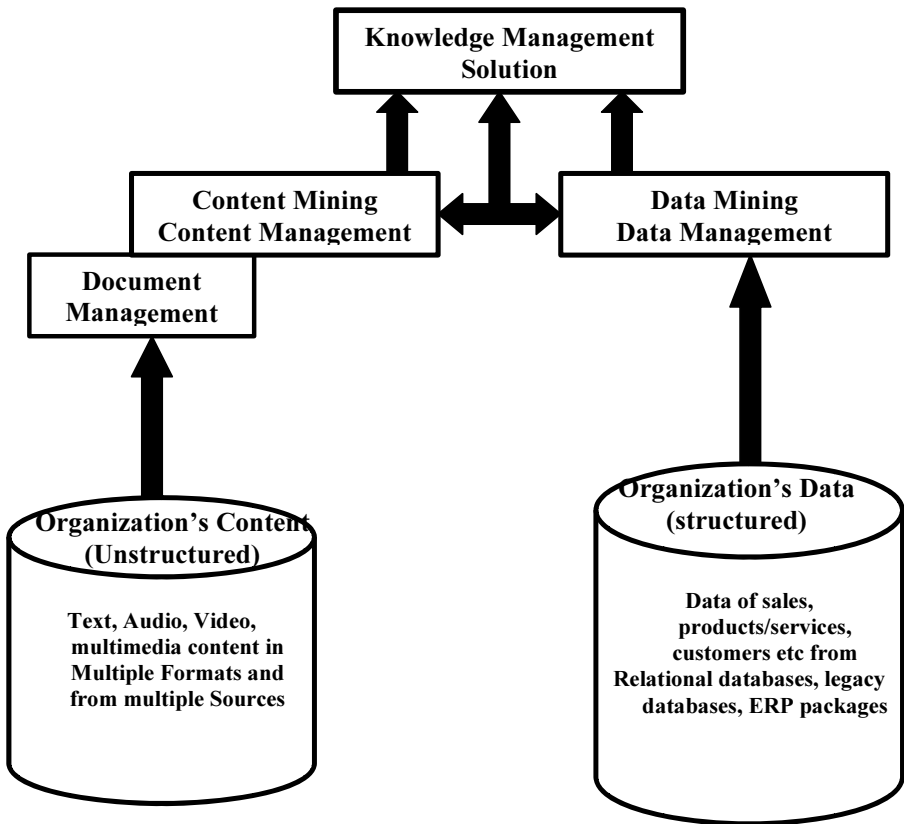 Knowledge Management
Solution
Content Mining
Content Management
Data Mining
Data Management
Document
Management
Organization’s Content
(Unstructured)
Text, Audio, Video,
multimedia content in
Multiple Formats and
from multiple Sources
Organization’s Data
(structured)
Data of sales,
products/services,
customers etc from
Relational databases, legacy
databases, ERP packages